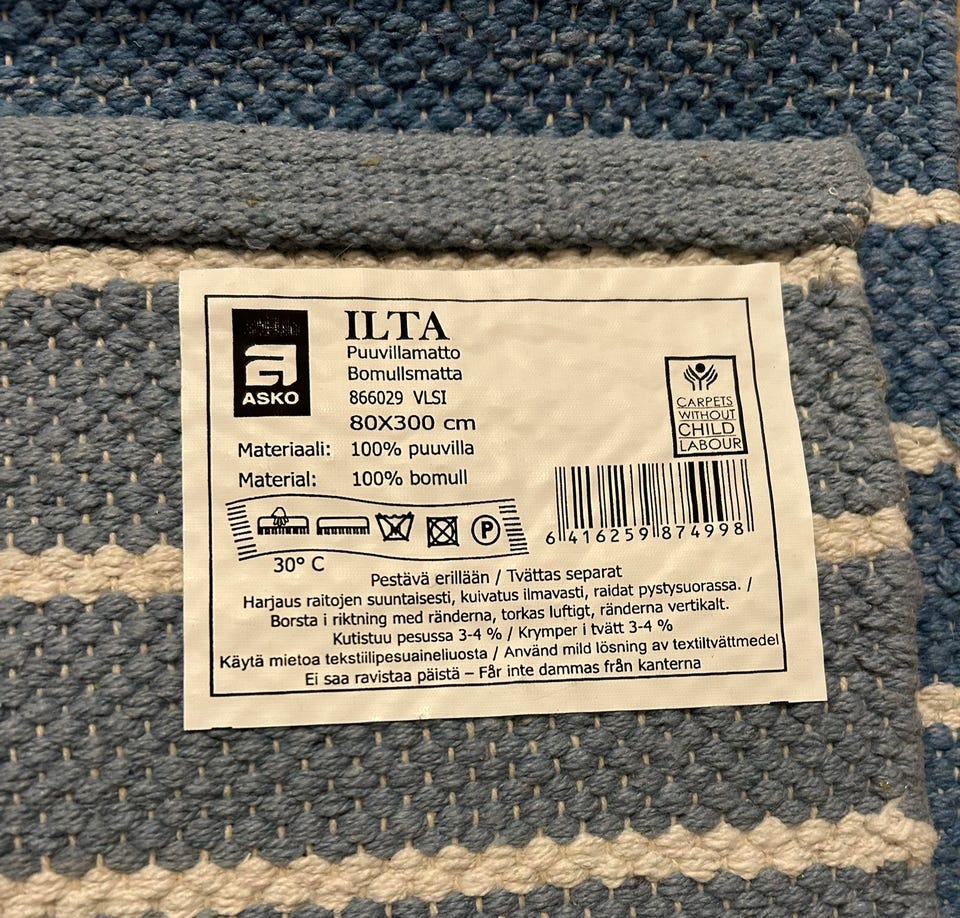 ILTA
Puuvillamatto
Bomullsmatta
866029 VLSI
80X300 cm
Materiaali: 100% puuvilla
Material: 100% bomull
a
ASKO
CARPETS
WITHOUT
CHILD
LABOUR
P
6 416259 874998
30° C
Pestävä erillään / Tvättas separat
Harjaus raitojen suuntaisesti, kuivatus ilmavasti, raidat pystysuorassa. /
Borsta i riktning med ränderna, torkas luftigt, ränderna vertikalt.
Kutistuu pesussa 3-4 % / Krymper i tvätt 3-4 %
Käytä mietoa tekstiilipesuaineliuosta / Använd mild lösning av textiltvättmedel
Ei saa ravistaa päistä – Får inte dammas från kanterna